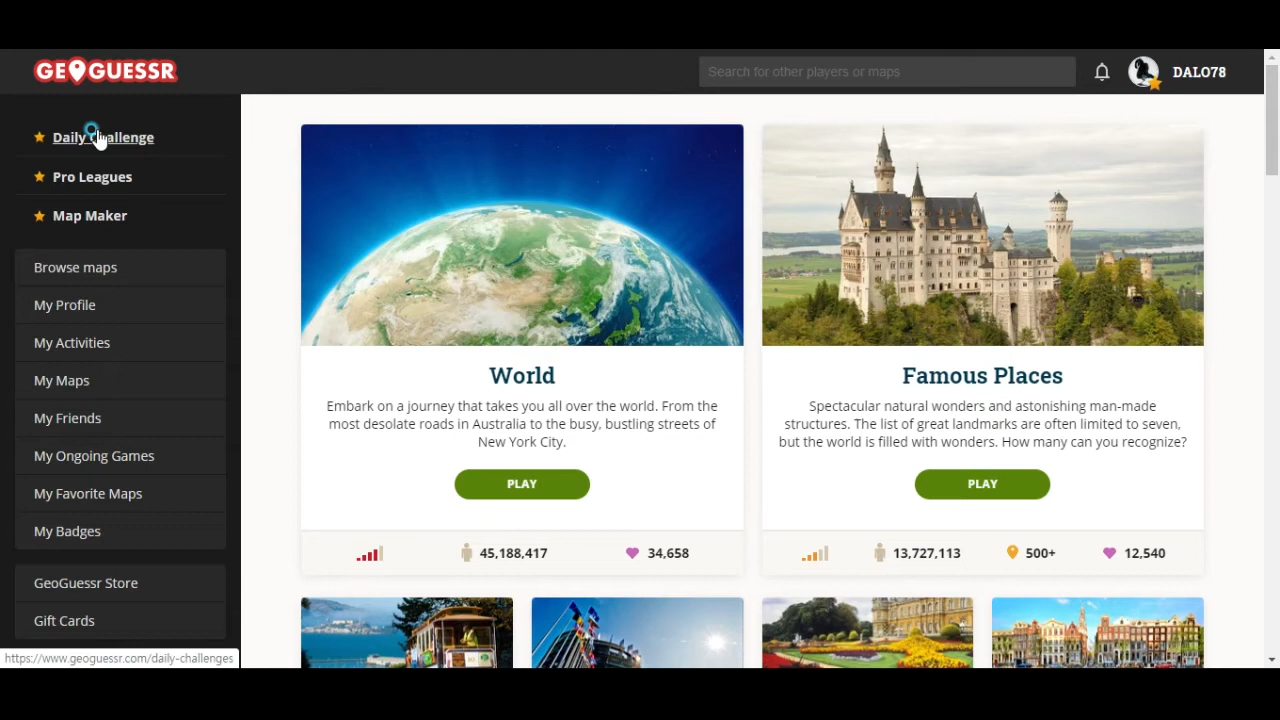 GEOGUESSR
Search for other players or maps
DALO78
Daily Challenge
Pro Leagues
Map Maker
Browse maps
My Profile
My Activities
My Maps
My Friends
My Ongoing Games
My Favorite Maps
My Badges
GeoGuessr Store
Gift Cards
World
Embark on a journey that takes you all over the world. From the
most desolate roads in Australia to the busy, bustling streets of
New York City.
PLAY
45,188,417
34,658
Famous Places
Spectacular natural wonders and astonishing man-made
structures. The list of great landmarks are often limited to seven,
but the world is filled with wonders. How many can you recognize?
PLAY
13,727,113
500+
12,540
https://www.geoguessr.com/daily-challenges